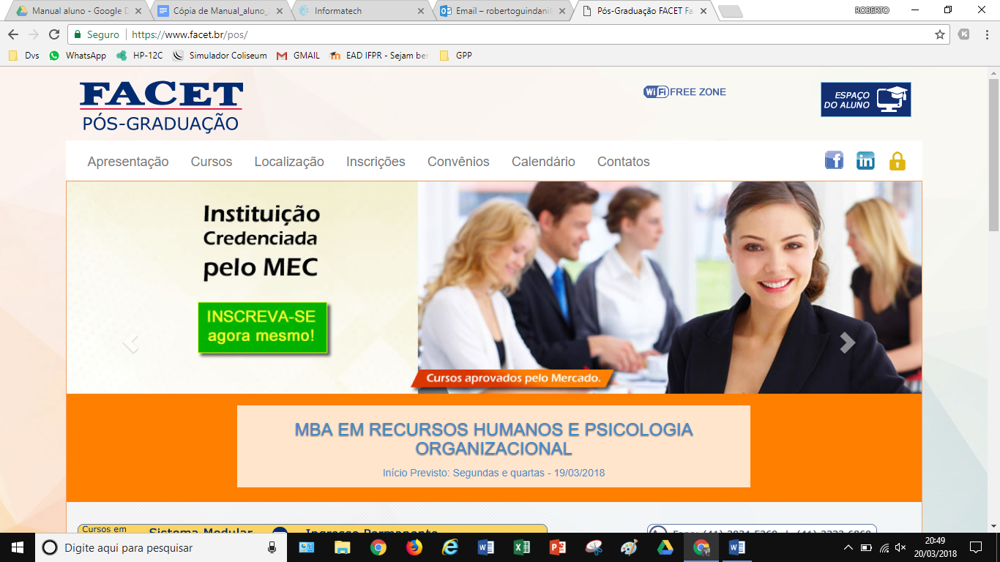 Manual aluno - Google D
Cópia de Manual_aluno_
Informatech
Email – robertoguindani
Pós-Graduação FACET Fa
ROBERTO
Seguro
https://www.facet.br/pos/
Dvs
WhatsApp
HP-12C
Simulador Coliseum
GMAIL
EAD IFPR - Sejam ber
GPP
FACET
PÓS-GRADUAÇÃO
WiFi FREE ZONE
ESPAÇO
DO ALUNO
Apresentação
Cursos
Localização
Inscrições
Convênios
Calendário
Contatos
Instituição
Credenciada
pelo MEC
INSCREVA-SE
agora mesmo!
Cursos aprovados pelo Mercado.
MBA EM RECURSOS HUMANOS E PSICOLOGIA
ORGANIZACIONAL
Início Previsto: Segundas e quartas - 19/03/2018
Cursos em
Sistema Modular
Ingresso Permanente
Digite aqui para pesquisar
20:49
20/03/2018